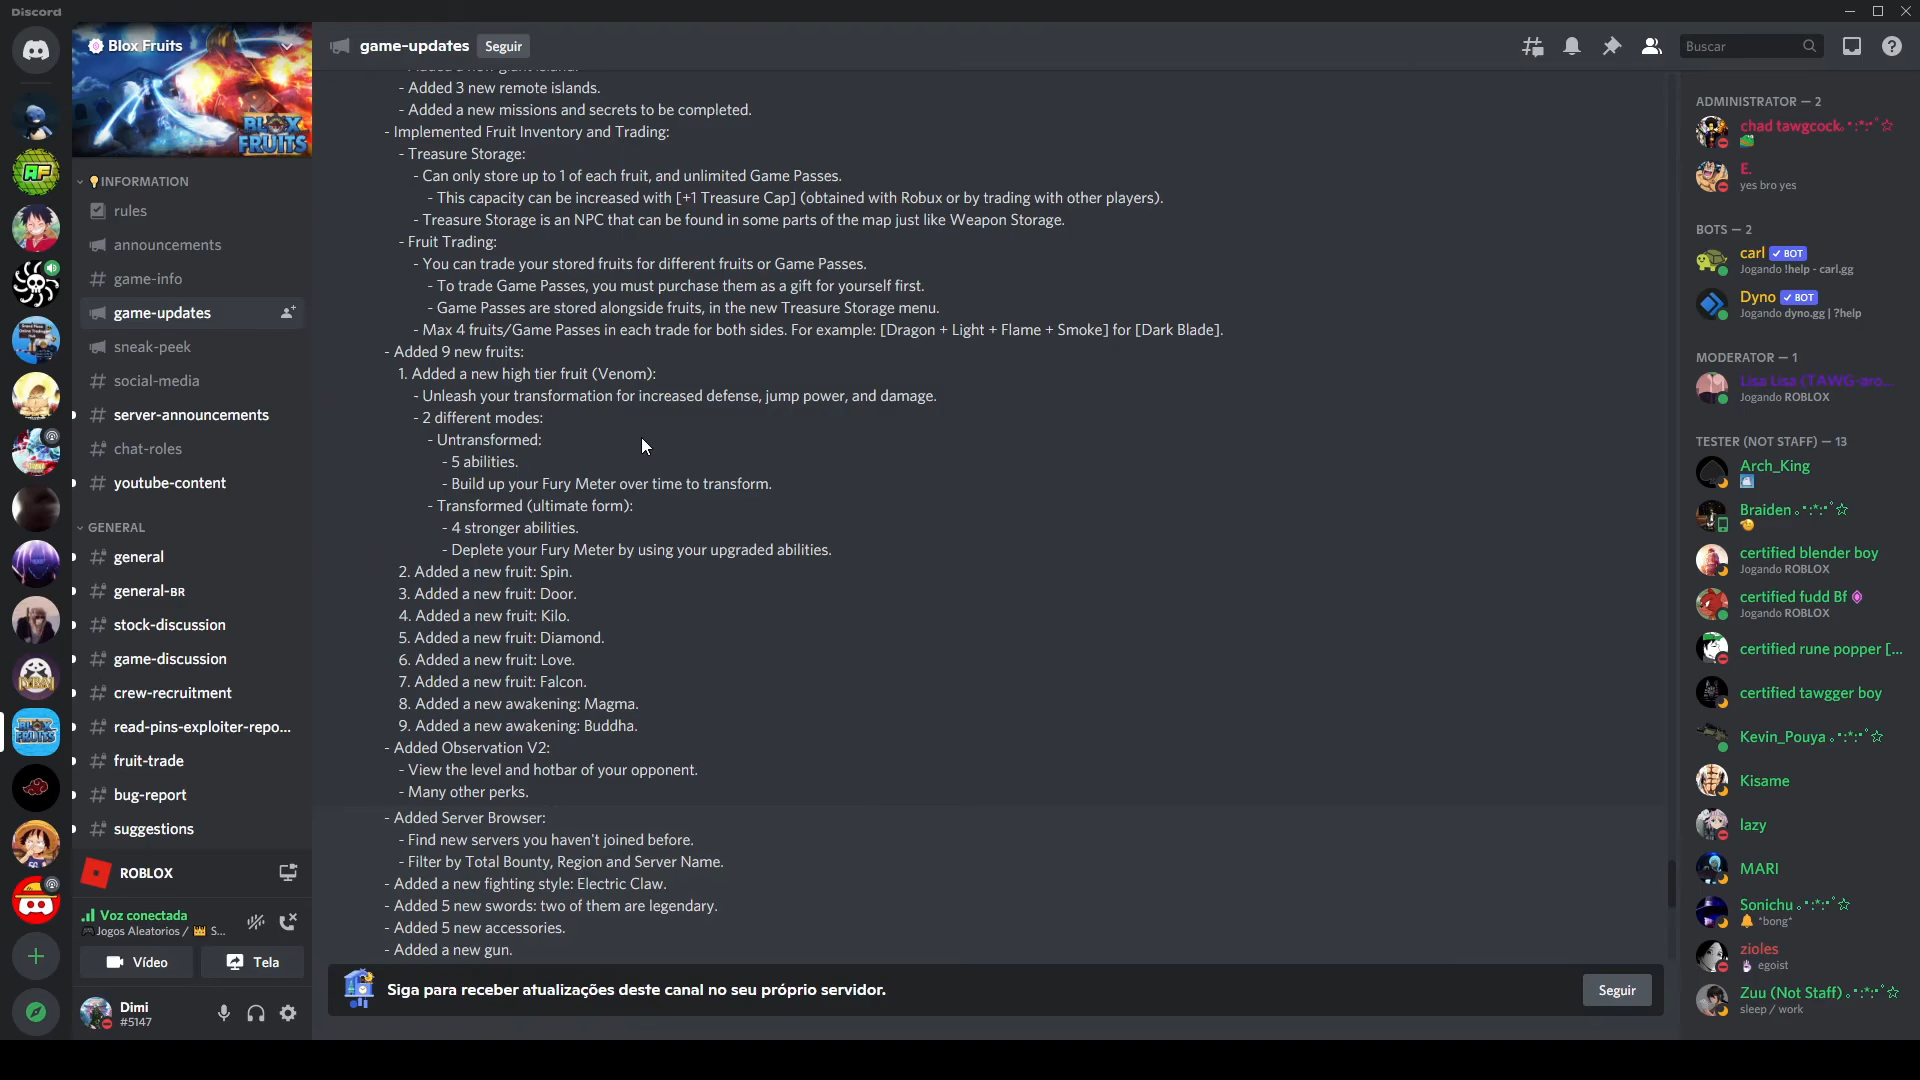 Discord
Blox Fruits
BLOX FRUITS
INFORMATION
rules
announcements
game-info
game-updates
sneak-peek
social-media
server-announcements
chat-roles
youtube-content
GENERAL
general
general-BR
stock-discussion
game-discussion
crew-recruitment
read-pins-exploiter-repo...
fruit-trade
bug-report
suggestions
ROBLOX
Voz conectada
Jogos Aleatorios / S...
Vídeo
Tela
Dimi
#5147
game-updates
Seguir
Buscar
- Added 3 new remote islands.
- Added a new missions and secrets to be completed.
- Implemented Fruit Inventory and Trading:
- Treasure Storage:
- Can only store up to 1 of each fruit, and unlimited Game Passes.
- This capacity can be increased with [+1 Treasure Cap] (obtained with Robux or by trading with other players).
- Treasure Storage is an NPC that can be found in some parts of the map just like Weapon Storage.
- Fruit Trading:
- You can trade your stored fruits for different fruits or Game Passes.
- To trade Game Passes, you must purchase them as a gift for yourself first.
- Game Passes are stored alongside fruits, in the new Treasure Storage menu.
- Max 4 fruits/Game Passes in each trade for both sides. For example: [Dragon + Light + Flame + Smoke] for [Dark Blade].
- Added 9 new fruits:
1. Added a new high tier fruit (Venom):
- Unleash your transformation for increased defense, jump power, and damage.
- 2 different modes:
- Untransformed:
- 5 abilities.
- Build up your Fury Meter over time to transform.
- Transformed (ultimate form):
- 4 stronger abilities.
- Deplete your Fury Meter by using your upgraded abilities.
2. Added a new fruit: Spin.
3. Added a new fruit: Door.
4. Added a new fruit: Kilo.
5. Added a new fruit: Diamond.
6. Added a new fruit: Love.
7. Added a new fruit: Falcon.
8. Added a new awakening: Magma.
9. Added a new awakening: Buddha.
- Added Observation V2:
- View the level and hotbar of your opponent.
- Many other perks.
- Added Server Browser:
- Find new servers you haven't joined before.
- Filter by Total Bounty, Region and Server Name.
- Added a new fighting style: Electric Claw.
- Added 5 new swords: two of them are legendary.
- Added 5 new accessories.
- Added a new gun.
Siga para receber atualizações deste canal no seu próprio servidor.
Seguir
ADMINISTRATOR — 2
chad tawgcock｡*:*:*ﾟ☆
E.
yes bro yes
BOTS — 2
carl BOT
Jogando !help - carl.gg
Dyno BOT
Jogando dyno.gg | ?help
MODERATOR — 1
Lisa Lisa (TAWG-aro...
Jogando ROBLOX
TESTER (NOT STAFF) — 13
Arch_King
Braiden｡*:*:*ﾟ☆
certified blender boy
Jogando ROBLOX
certified fudd Bf
Jogando ROBLOX
certified rune popper [...
certified tawgger boy
Kevin_Pouya｡*:*:*ﾟ☆
Kisame
lazy
MARI
Sonichu｡*:*:*ﾟ☆
*bong*
zioles
egoist
Zuu (Not Staff)｡*:*:*ﾟ☆
sleep / work